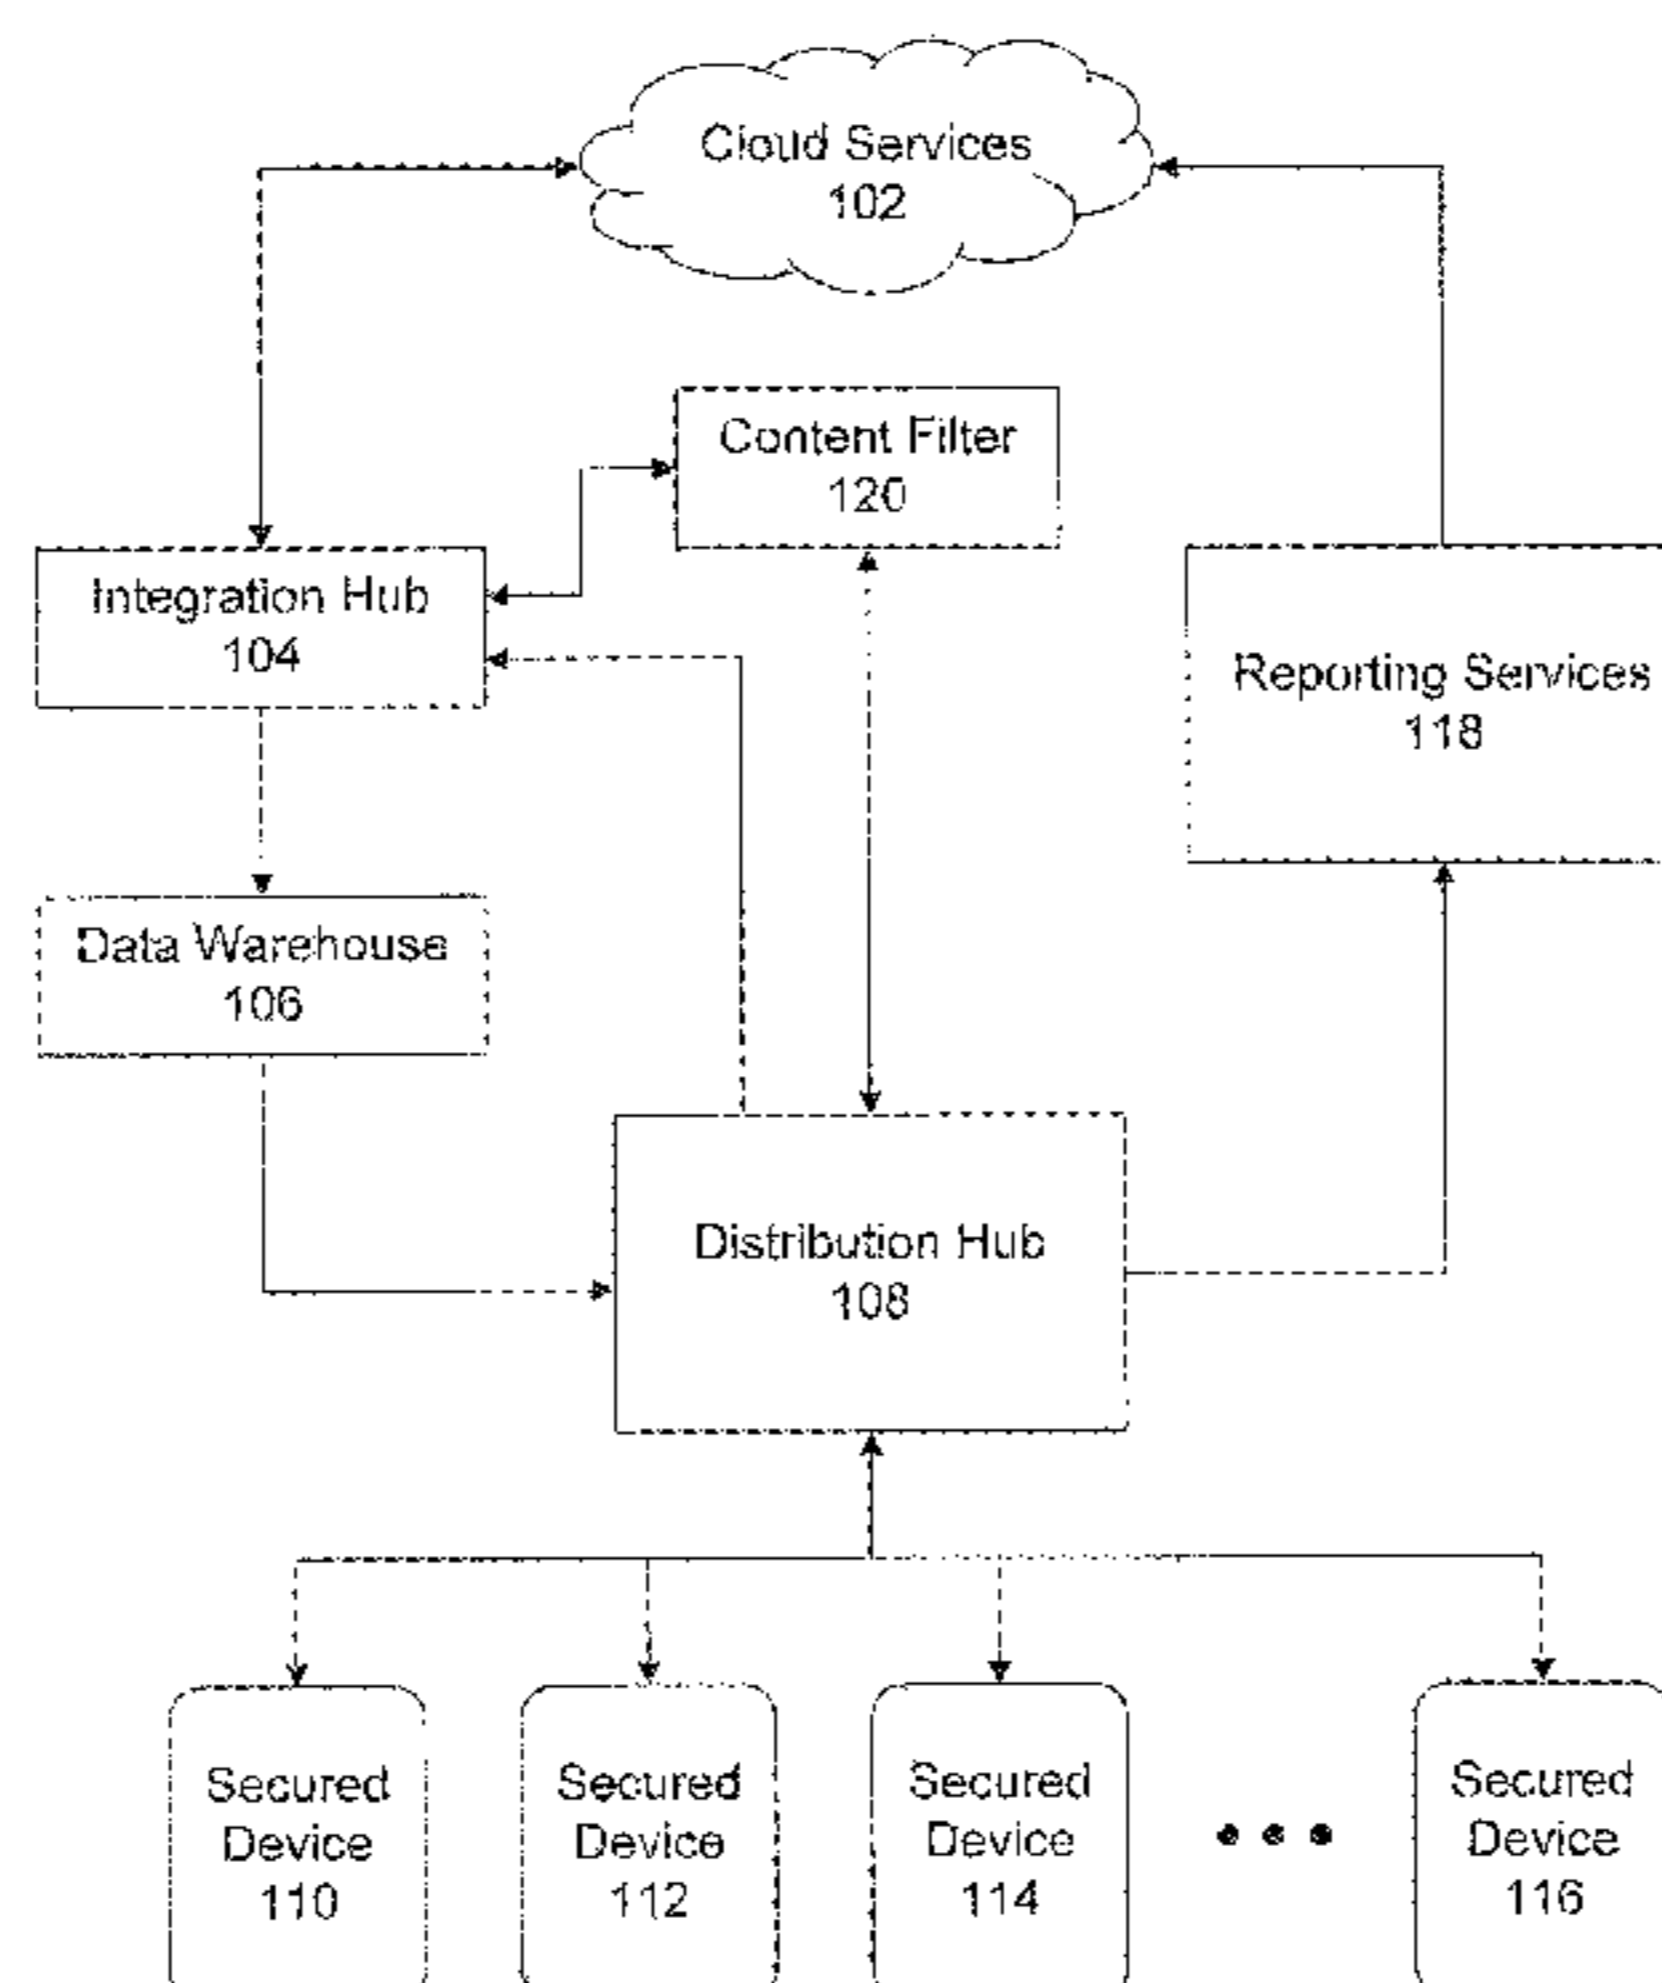 Cloud Services
102
Content Filter
120
Integration Hub
104
Reporting Services
118
Data Warehouse
106
Distribution Hub
108
Secured
Device
110
Secured
Device
112
Secured
Device
114
Secured
Device
116